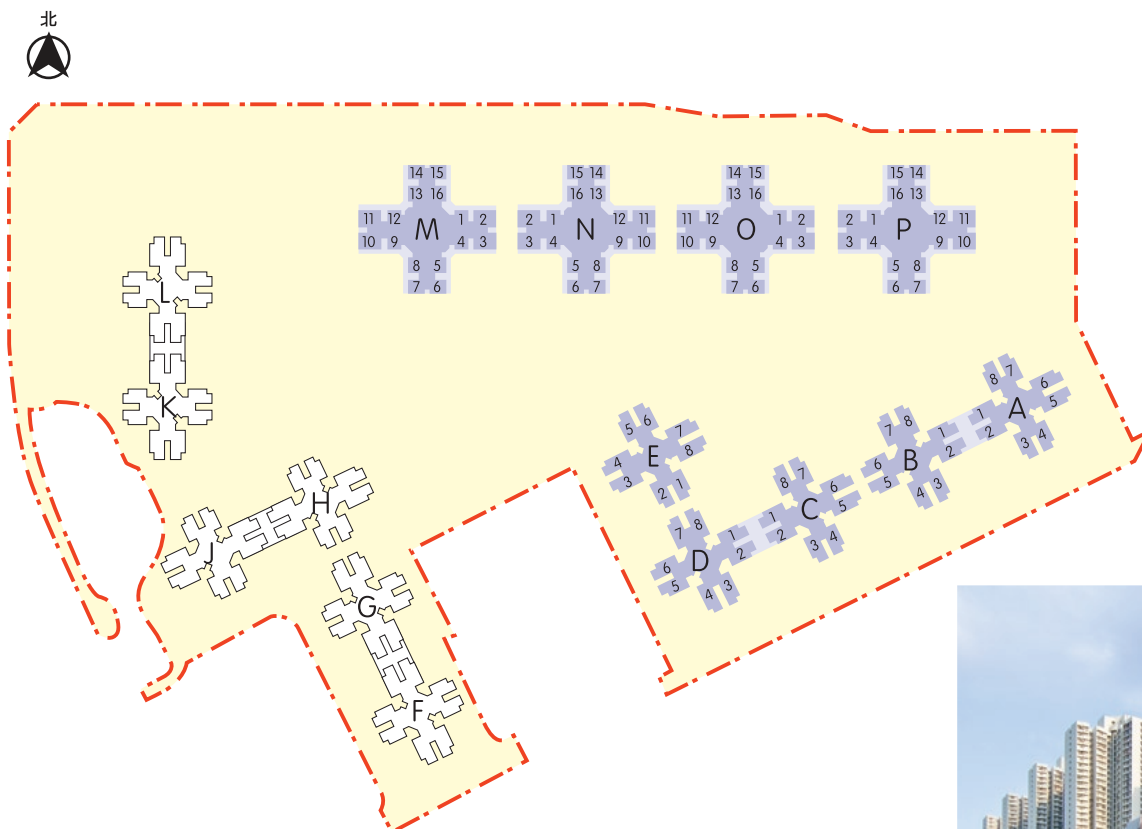 北
14 15 15 14 14 15 15 14
13 16 16 13 13 16 16 13
11 12 1 2 2 1 12 11 11 12 1 2 2 1 12 11
M N O P
10 9 4 3 3 4 9 10 10 9 4 3 3 4 9 10
8 5 5 8 8 5 5 8
7 6 6 7 7 6 6 7
L
K
8 7 6 5 A 1 2 3 4
7 8 B 1 2 6 5 4 3
5 6 7 8 E 4 3 2 1
8 7 6 5 C 1 2 3 4
7 8 D 1 2 6 5 4 3
H
J
G
F